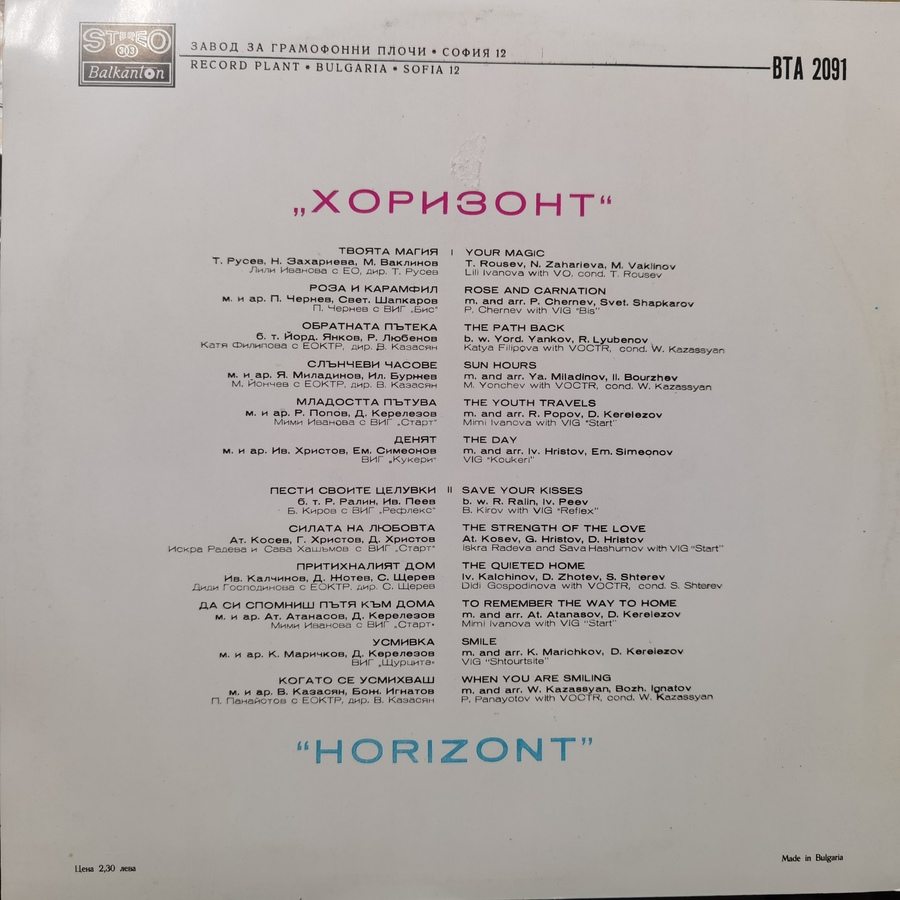 STEREO
303
Balkanton
ЗАВОД ЗА ГРАМОФОННИ ПЛОЧИ • СОФИЯ 12
RECORD PLANT • BULGARIA • SOFIA 12
BTA 2091
„ХОРИЗОНТ“
ТВОЯТА МАГИЯ
Т. Русев, Н. Захариева, М. Ваклинов
Лили Иванова с ЕО, дир. Т. Русев
РОЗА И КАРАМФИЛ
м. и ар. П. Чернев, Свет. Шапкаров
П. Чернев с ВИГ „Бис“
ОБРАТНАТА ПЪТЕКА
б. т. Йорд. Янков, Р. Любенов
Катя Филипова с ЕОКТР, дир. В. Казасян
СЛЪНЧЕВИ ЧАСОВЕ
м. и ар. Я. Миладинов, Ил. Буржев
М. Йончев с ЕОКТР, дир. В. Казасян
МЛАДОСТТА ПЪТУВА
м. и ар. Р. Попов, Д. Керелезов
Мими Иванова с ВИГ „Старт“
ДЕНЯТ
м. и ар. Ив. Христов, Ем. Симеонов
ВИГ „Кукери“
ПЕСТИ СВОИТЕ ЦЕЛУВКИ
б. т. Р. Ралин, Ив. Пеев
Б. Киров с ВИГ „Рефлекс“
СИЛАТА НА ЛЮБОВТА
Ат. Косев, Г. Христов, Д. Христов
Искра Радева и Сава Хашъмов с ВИГ „Старт“
ПРИТИХНАЛИЯТ ДОМ
Ив. Калчинов, Д. Жотев, С. Щерев
Диди Господинова с ЕОКТР, дир. С. Щерев
ДА СИ СПОМНИШ ПЪТЯ КЪМ ДОМА
м. и ар. Ат. Атанасов, Д. Керелезов
Мими Иванова с ВИГ „Старт“
УСМИВКА
м. и ар. К. Маричков, Д. Керелезов
ВИГ „Щурците“
КОГАТО СЕ УСМИХВАШ
м. и ар. В. Казасян, Бож. Игнатов
П. Панайотов с ЕОКТР, дир. В. Казасян
I YOUR MAGIC
T. Rousev, N. Zaharieva, M. Vaklinov
Lili Ivanova with VO, cond. T. Rousev
ROSE AND CARNATION
m. and arr. P. Chernev, Svet. Shapkarov
P. Chernev with VIG "Bis"
THE PATH BACK
b. w. Yord. Yankov, R. Lyubenov
Katya Filipova with VOCTR, cond. W. Kazassyan
SUN HOURS
m. and arr. Ya. Miladinov, Il. Bourzhev
M. Yonchev with VOCTR, cond. W. Kazassyan
THE YOUTH TRAVELS
m. and arr. R. Popov, D. Kerelezov
Mimi Ivanova with VIG "Start"
THE DAY
m. and arr. Iv. Hristov, Em. Simeonov
VIG "Koukeri"
II SAVE YOUR KISSES
b. w. R. Ralin, Iv. Peev
B. Kirov with VIG "Reflex"
THE STRENGTH OF THE LOVE
At. Kosev, G. Hristov, D. Hristov
Iskra Radeva and Sava Hashumov with VIG "Start"
THE QUIETED HOME
Iv. Kalchinov, D. Zhotev, S. Shterev
Didi Gospodinova with VOCTR, cond. S. Shterev
TO REMEMBER THE WAY TO HOME
m. and arr. At. Atanasov, D. Kerelezov
Mimi Ivanova with VIG "Start"
SMILE
m. and arr. K. Marichkov, D. Kerelezov
VIG "Shtourtsite"
WHEN YOU ARE SMILING
m. and arr. W. Kazassyan, Bozh. Ignatov
P. Panayotov with VOCTR, cond. W. Kazassyan
"HORIZONT"
Цена 2,30 лева
Made in Bulgaria